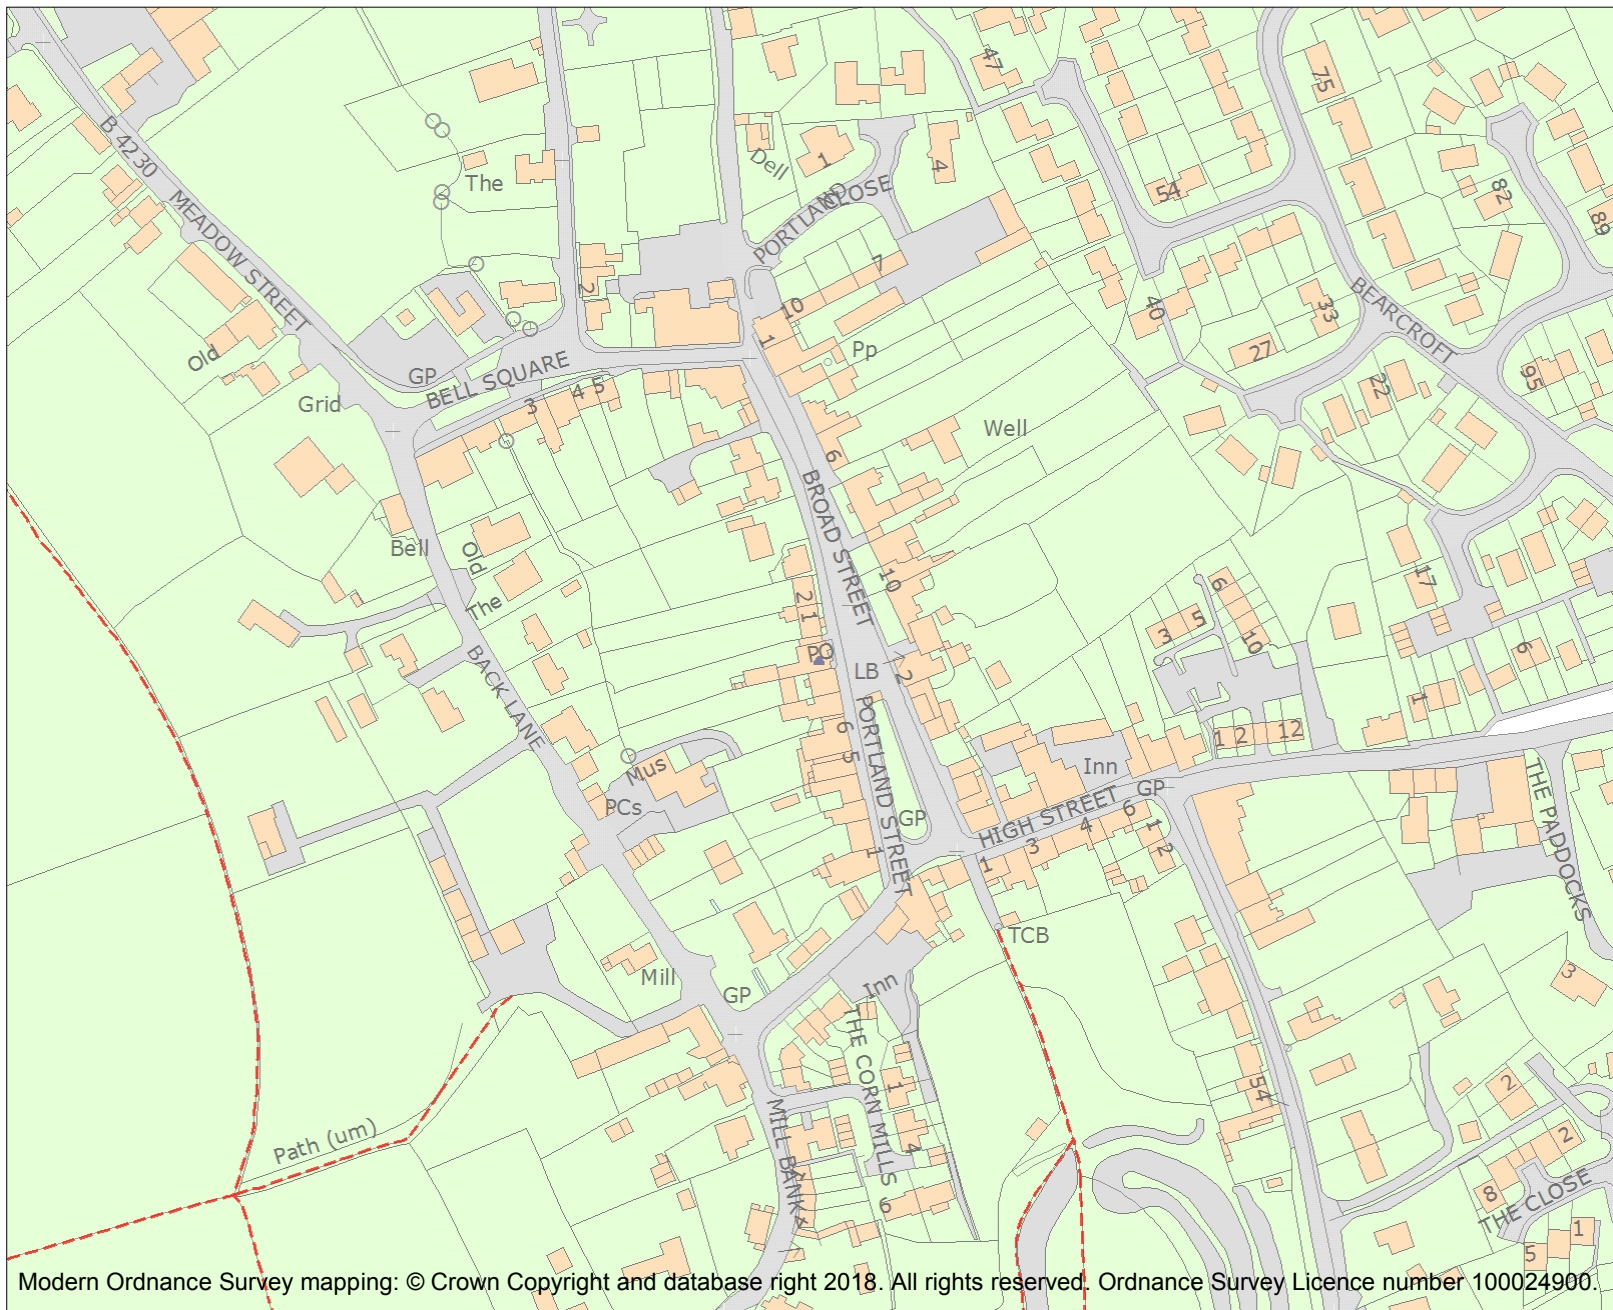 47
75
B 4230
Dell
1
4
The
MEADOW STREET
54
82
89
PORTLAND
CLOSE
7
2
10
40
33
BEARCROFT
1
Pp
27
Old
GP
BELL SQUARE
22
95
Grid
3
4 5
Well
6
BROAD STREET
Bell
Old
10
17
The
2
1
6
3
5
10
6
PO
LB
2
BACK LANE
PORTLAND STREET
6
5
1
1
2
12
Mus
Inn
GP
PCs
GP
HIGH STREET
6
4
3
1
2
THE PADDOCKS
1
1
TCB
Mill
GP
Inn
3
THE CORN MILLS
1
54
2
MILL BANK
Path (um)
4
2
4
6
8
THE CLOSE
1
5
Modern Ordnance Survey mapping: © Crown Copyright and database right 2018. All rights reserved. Ordnance Survey Licence number 100024900.